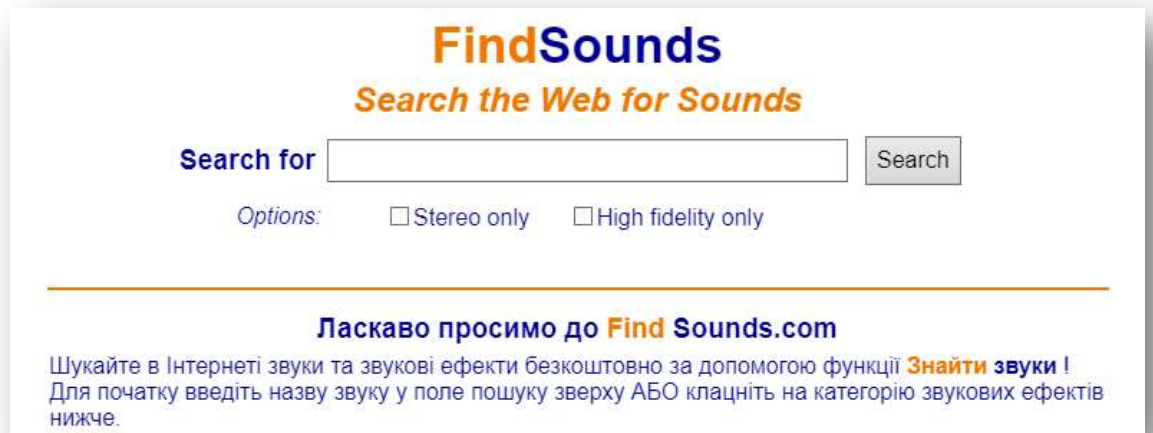 FindSounds
Search the Web for Sounds
Search for Search
Options: Stereo only High fidelity only
Ласкаво просимо до Find Sounds.com
Шукайте в Інтернеті звуки та звукові ефекти безкоштовно за допомогою функції Знайти звуки !
Для початку введіть назву звуку у поле пошуку зверху АБО клацніть на категорію звукових ефектів
нижче.